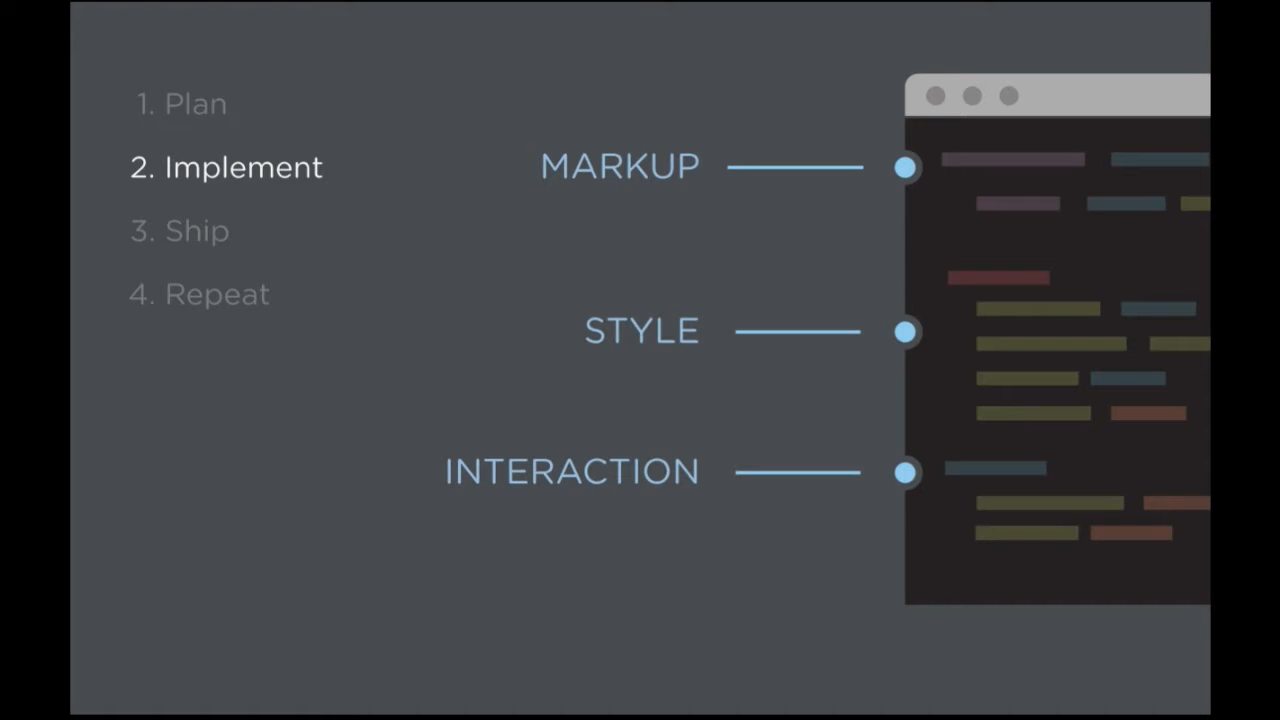 1. Plan
2. Implement
3. Ship
4. Repeat
MARKUP
STYLE
INTERACTION